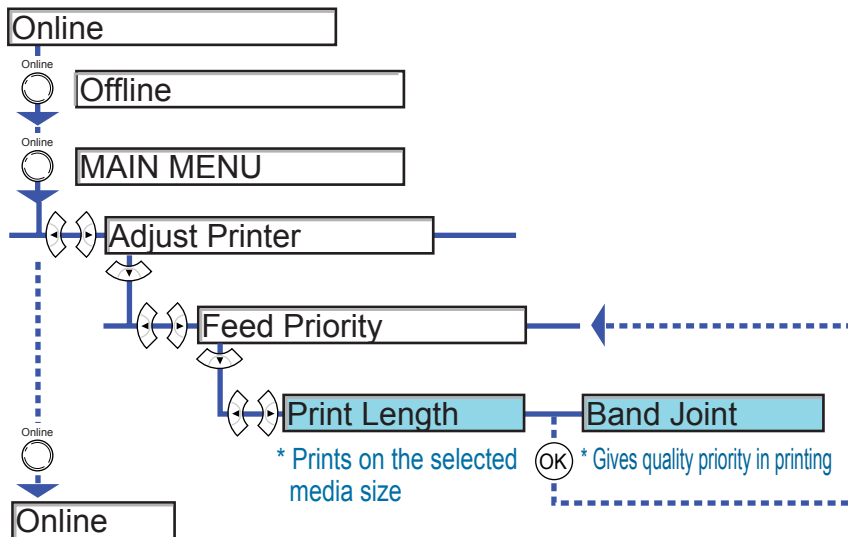 Online
Online
Offline
Online
MAIN MENU
Adjust Printer
Feed Priority
Print Length
Band Joint
* Prints on the selected
media size
OK
* Gives quality priority in printing
Online
Online